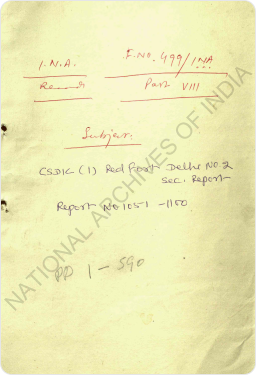 I.N.A. F.No. 499/INA
Records Part VIII
Subject:
CSDIC (I) Red Fort Delhi No. 2
Sec. Report
Report No 1051 - 1100
PP 1 - 590
NATIONAL ARCHIVES OF INDIA